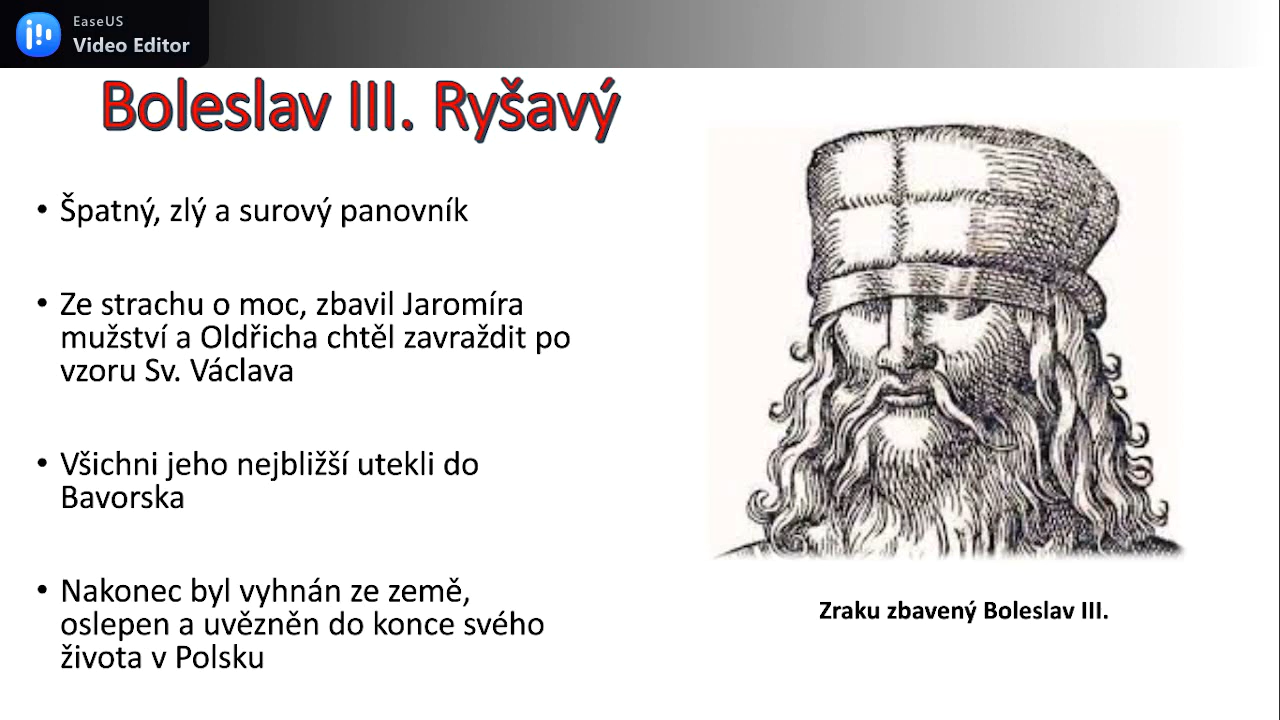 EaseUS
Video Editor
Boleslav III. Ryšavý
• Špatný, zlý a surový panovník
• Ze strachu o moc, zbavil Jaromíra
mužství a Oldřicha chtěl zavraždit po
vzoru Sv. Václava
• Všichni jeho nejbližší utekli do
Bavorska
• Nakonec byl vyhnán ze země,
oslepen a uvězněn do konce svého
života v Polsku
Zraku zbavený Boleslav III.